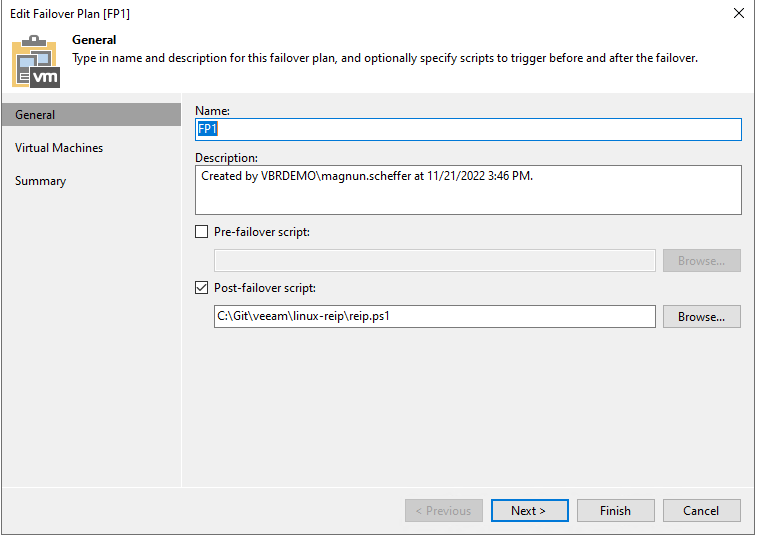 Edit Failover Plan [FP1]
General
Type in name and description for this failover plan, and optionally specify scripts to trigger before and after the failover.
vm
General
Virtual Machines
Summary
Name:
FP1
Description:
Created by VBRDEMO\magnun.scheffer at 11/21/2022 3:46 PM.
Pre-failover script:
Browse...
Post-failover script:
C:\Git\veeam\linux-reip\reip.ps1
Browse...
< Previous
Next >
Finish
Cancel